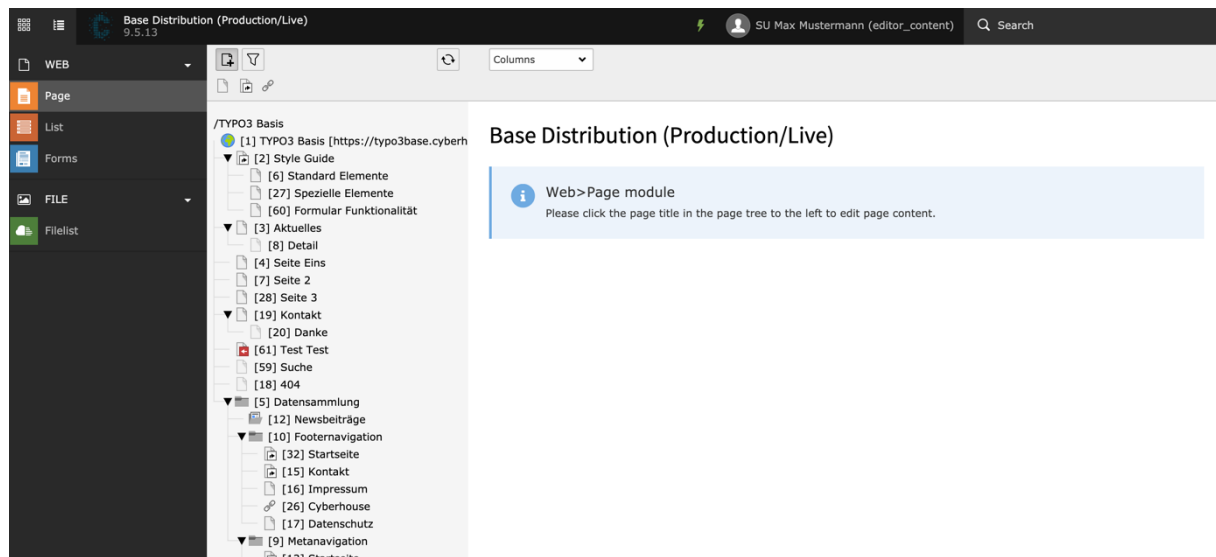 Base Distribution (Production/Live)
9.5.13
SU Max Mustermann (editor_content)
Search
WEB
Page
List
Forms
FILE
Filelist
/TYPO3 Basis
[1] TYPO3 Basis [https://typo3base.cyberh
[2] Style Guide
[6] Standard Elemente
[27] Spezielle Elemente
[60] Formular Funktionalität
[3] Aktuelles
[8] Detail
[4] Seite Eins
[7] Seite 2
[28] Seite 3
[19] Kontakt
[20] Danke
[61] Test Test
[59] Suche
[18] 404
[5] Datensammlung
[12] Newsbeiträge
[10] Footernavigation
[32] Startseite
[15] Kontakt
[16] Impressum
[26] Cyberhouse
[17] Datenschutz
[9] Metanavigation
Columns
Base Distribution (Production/Live)
Web>Page module
Please click the page title in the page tree to the left to edit page content.